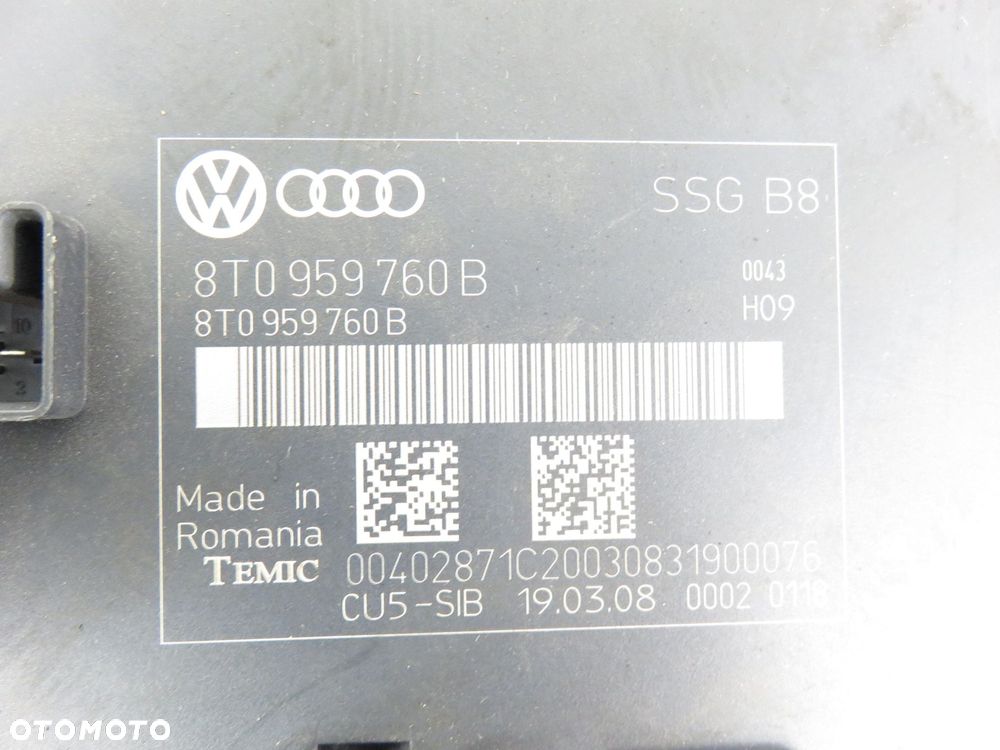 SSG B8
8T0 959 760 B
0043
8T0 959 760 B
H09
10
2
Made in
Romania
TEMIC
00402871C20030831900076
CU5-SIB 19.03.08 0002 0118
OTOMOTO